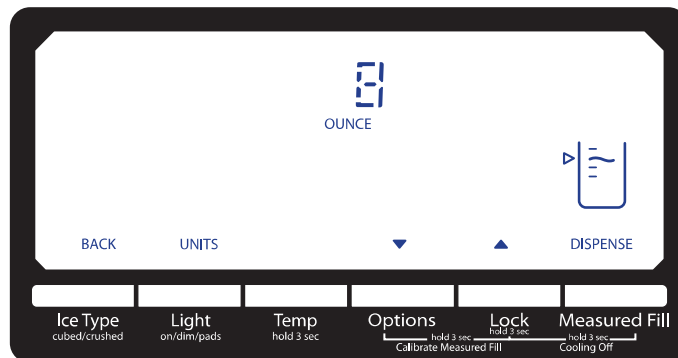 8
OUNCE
BACK UNITS ▼ ▲ DISPENSE
Ice Type Light Temp Options Lock Measured Fill
cubed/crushed on/dim/pads hold 3 sec hold 3 sec
hold 3 sec hold 3 sec
Calibrate Measured Fill Cooling Off